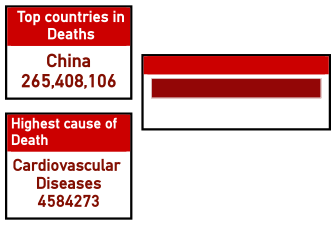 Top countries in
Deaths
China
265,408,106
Highest cause of
Death
Cardiovascular
Diseases
4584273